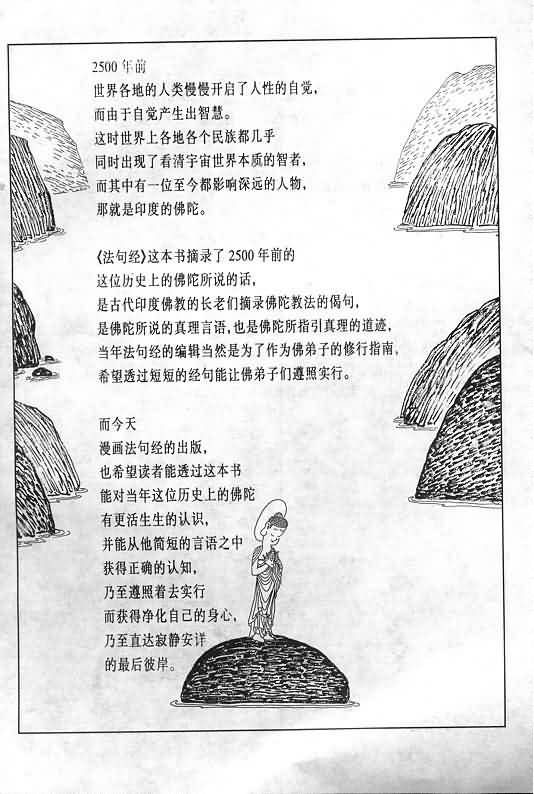 2500 年前
世界各地的人类慢慢开启了人性的自觉，
而由于自觉产生出智慧。
这时世界上各地各个民族都几乎
同时出现了看清宇宙世界本质的智者，
而其中有一位至今都影响深远的人物，
那就是印度的佛陀。
《法句经》这本书摘录了 2500 年前的
这位历史上的佛陀所说的话，
是古代印度佛教的长老们摘录佛陀教法的偈句，
是佛陀所说的真理言语，也是佛陀所指引真理的道迹，
当年法句经的编辑当然是为了作为佛弟子的修行指南，
希望透过短短的经句能让佛弟子们遵照实行。
而今天
漫画法句经的出版，
也希望读者能透过这本书
能对当年这位历史上的佛陀
有更活生生的认识，
并能从他简短的言语之中
获得正确的认知，
乃至遵照着去实行
而获得净化自己的身心，
乃至直达寂静安详
的最后彼岸。